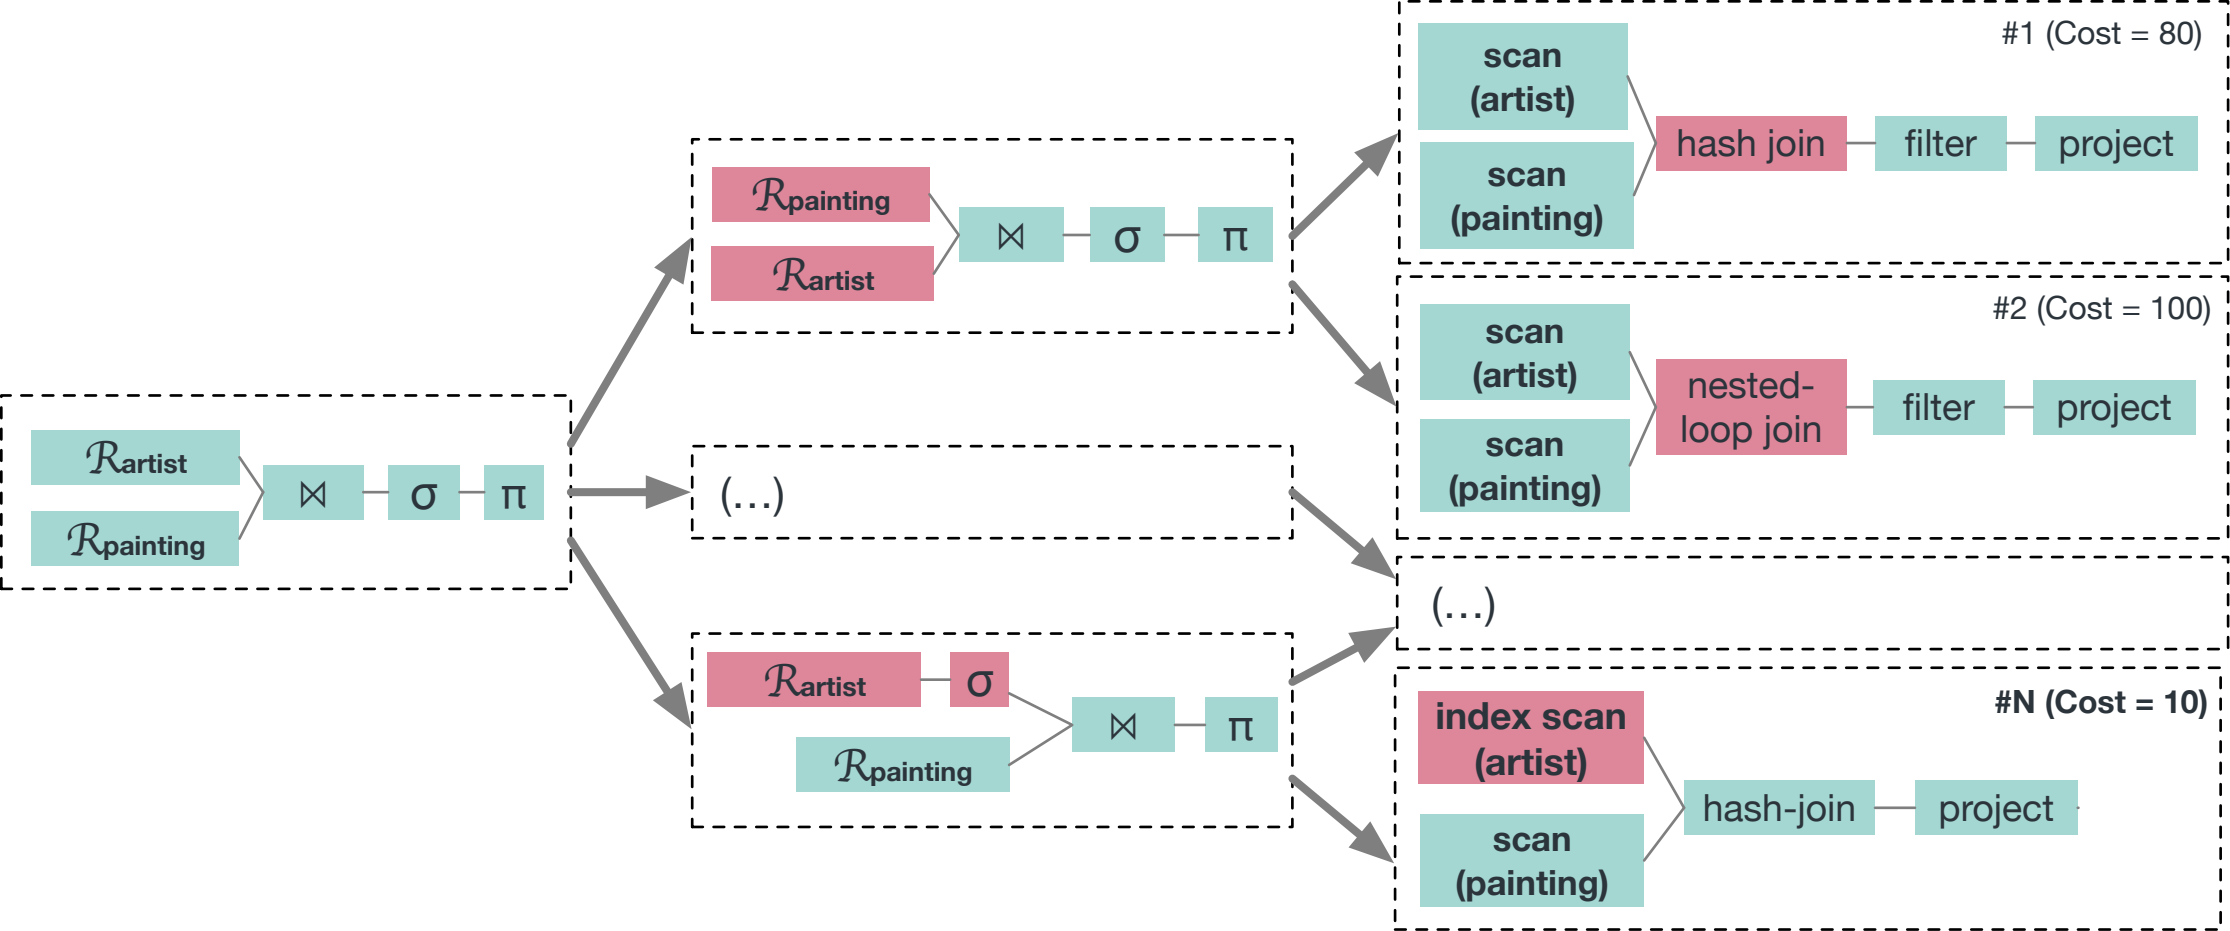 ℛartist
ℛpainting
⋈
σ
π
ℛpainting
ℛartist
⋈
σ
π
(...)
ℛartist
σ
ℛpainting
⋈
π
#1 (Cost = 80)
scan
(artist)
scan
(painting)
hash join
filter
project
#2 (Cost = 100)
scan
(artist)
scan
(painting)
nested-
loop join
filter
project
(...)
#N (Cost = 10)
index scan
(artist)
scan
(painting)
hash-join
project